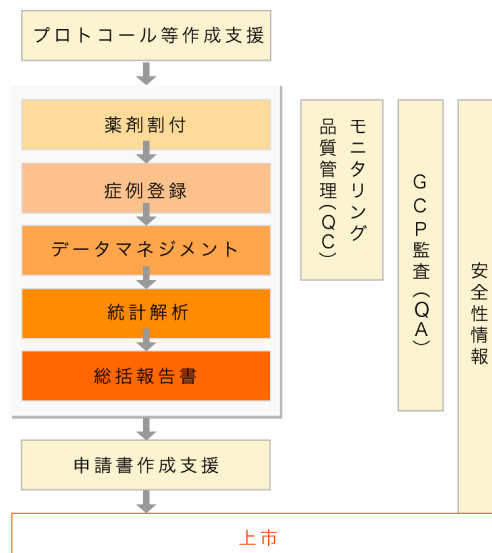 プロトコール等作成支援
薬剤割付
症例登録
データマネジメント
統計解析
総括報告書
申請書作成支援
モニタリング
品質管理(QC)
GCP監査(QA)
安全性情報
上市